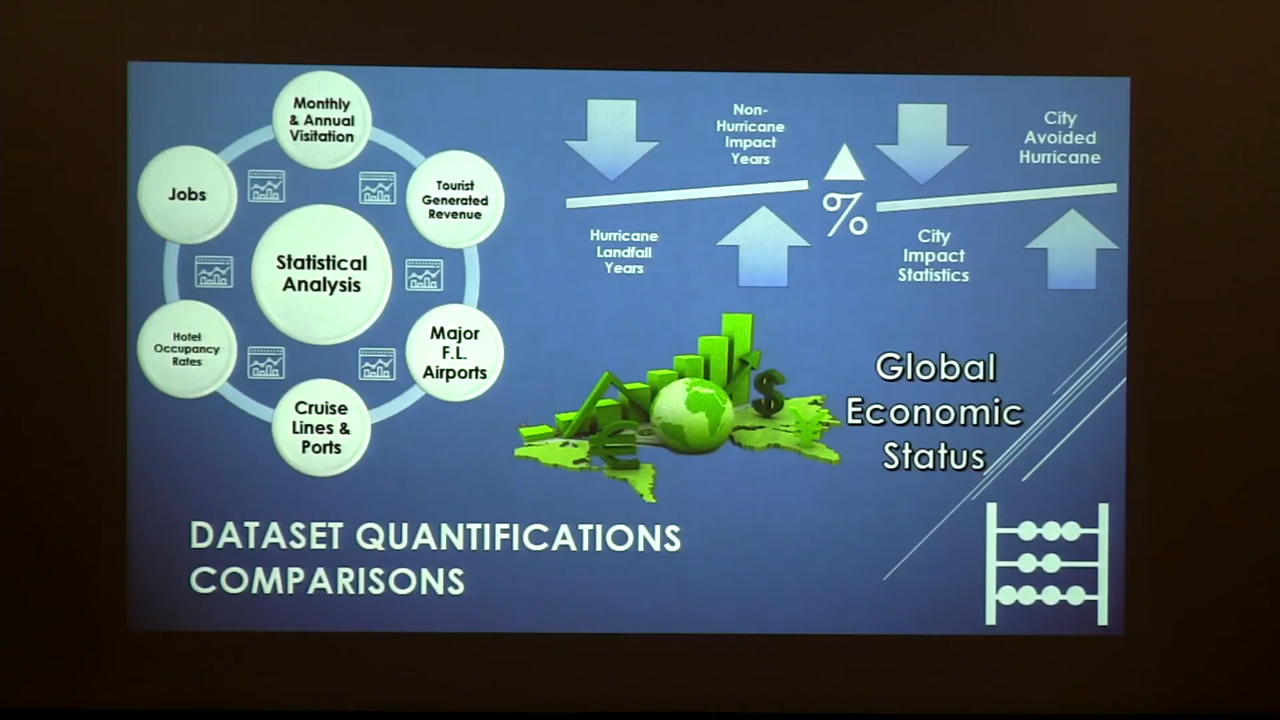 Monthly
& Annual
Visitation
Jobs
Tourist
Generated
Revenue
Statistical
Analysis
Hotel
Occupancy
Rates
Major
F.L.
Airports
Cruise
Lines &
Ports
Non-
Hurricane
Impact
Years
Hurricane
Landfall
Years
%
City
Avoided
Hurricane
City
Impact
Statistics
$
€
Global
Economic
Status
DATASET QUANTIFICATIONS
COMPARISONS